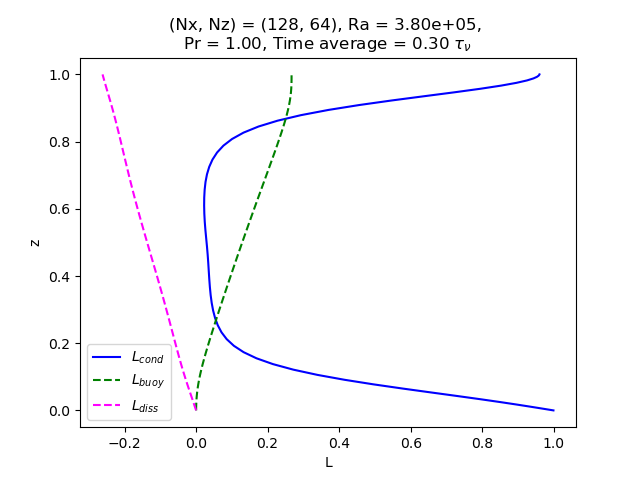 (Nx, Nz) = (128, 64), Ra = 3.80e+05,
Pr = 1.00, Time average = 0.30 τ_ν
1.0
0.8
0.6
0.4
0.2
0.0
z
L_cond
L_buoy
L_diss
−0.2 0.0 0.2 0.4 0.6 0.8 1.0
L